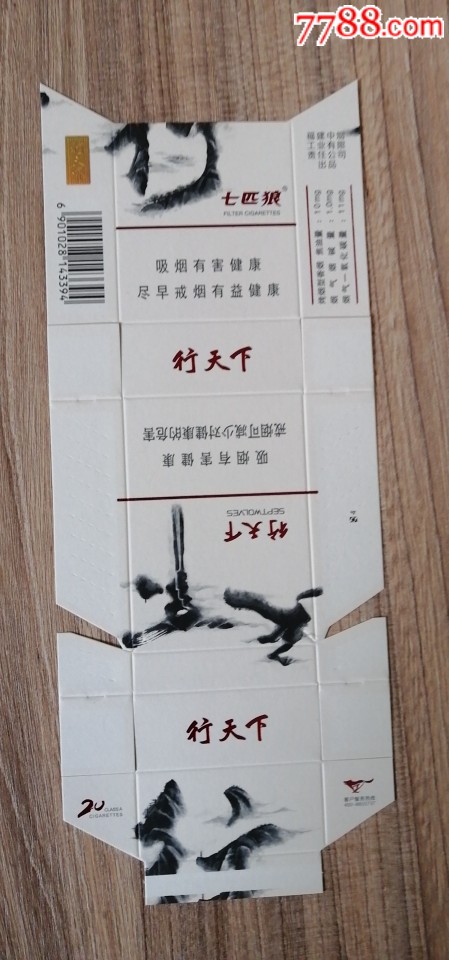 7788.com
七匹狼®
FILTER CIGARETTES
吸烟有害健康
尽早戒烟有益健康
6 901028 143394
行天下
吸烟有害健康
戒烟可减少对健康的危害
行天下
SEPTWOLVES
行天下
20 CLASS A
CIGARETTES